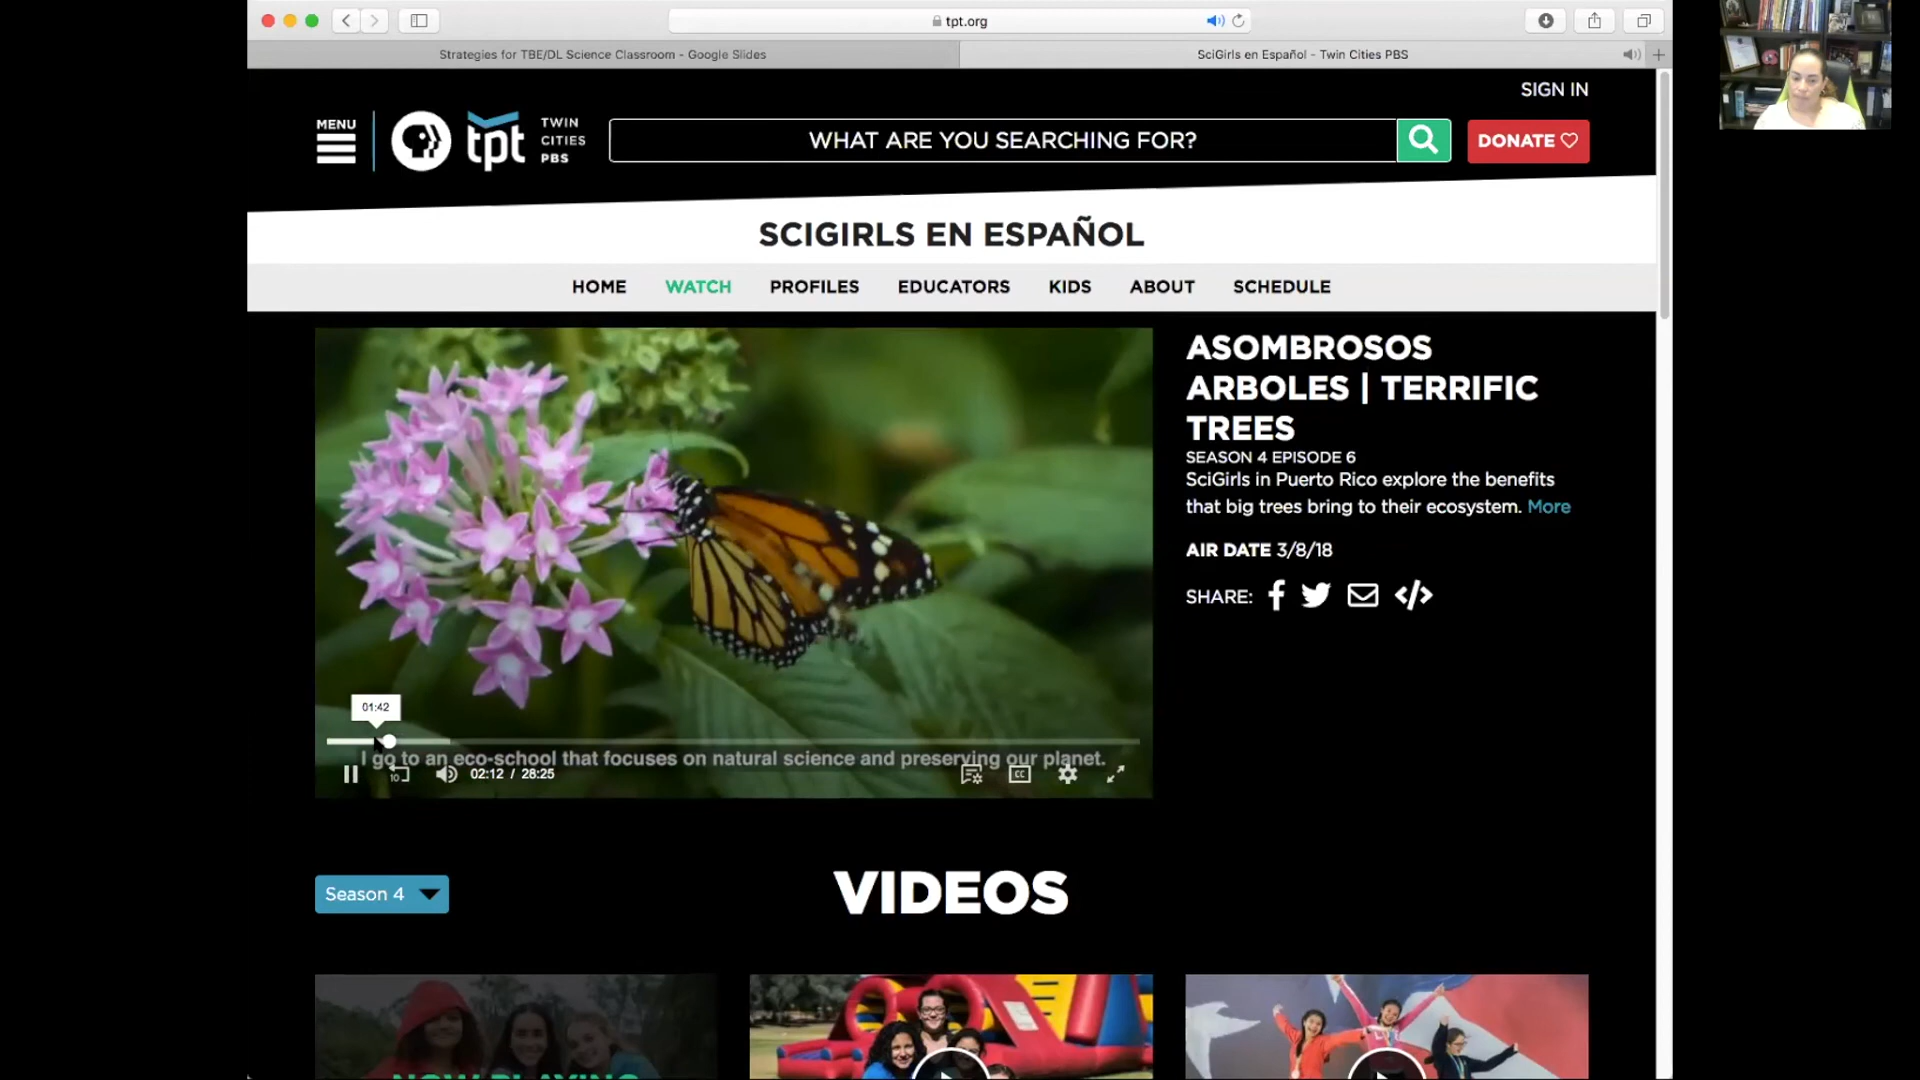 tpt.org
Strategies for TBE/DL Science Classroom - Google Slides
SciGirls en Español - Twin Cities PBS
SIGN IN
MENU
tpt
TWIN
CITIES
PBS
WHAT ARE YOU SEARCHING FOR?
DONATE
SCIGIRLS EN ESPAÑOL
HOME
WATCH
PROFILES
EDUCATORS
KIDS
ABOUT
SCHEDULE
ASOMBROSOS
ARBOLES | TERRIFIC
TREES
SEASON 4 EPISODE 6
SciGirls in Puerto Rico explore the benefits
that big trees bring to their ecosystem. More
AIR DATE 3/8/18
SHARE:
01:42
I go to an eco-school that focuses on natural science and preserving our planet.
10
02:12 / 28:25
CC
Season 4
VIDEOS
NOW PLAYING